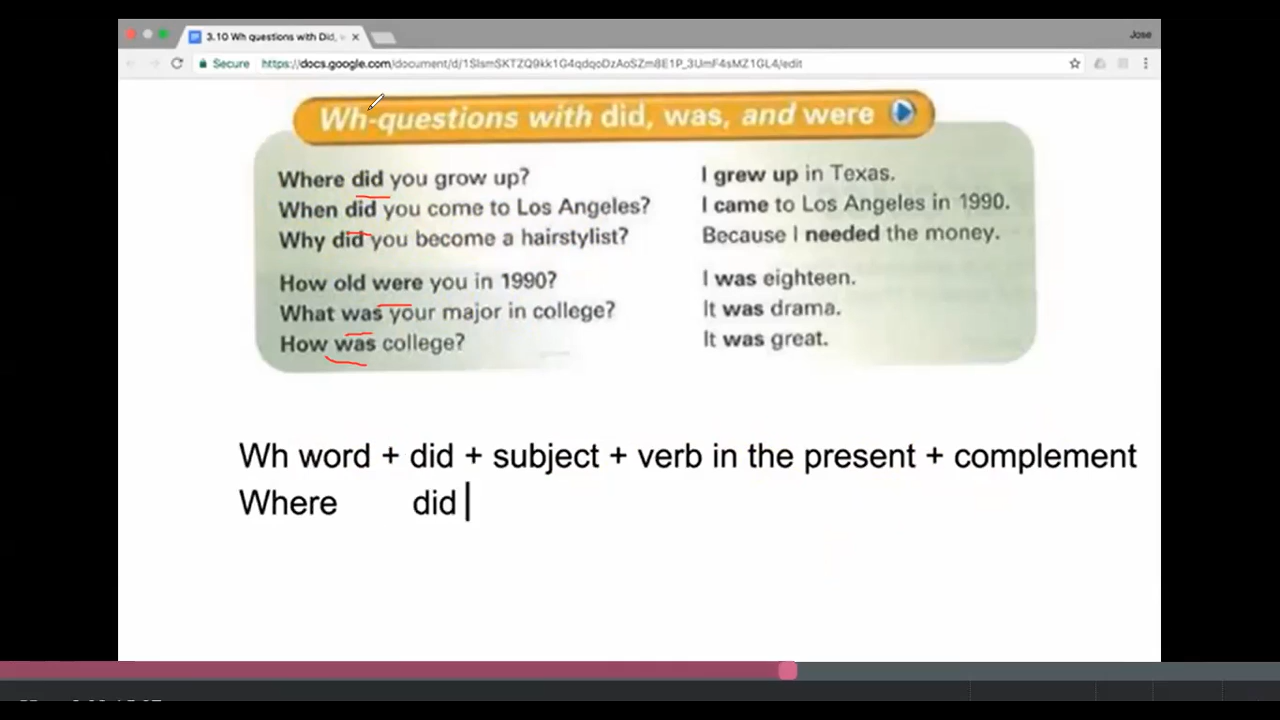 3.10 Wh questions with Did,
Jose
Secure
Wh-questions with did, was, and were
Where did you grow up?
I grew up in Texas.
When did you come to Los Angeles?
I came to Los Angeles in 1990.
Why did you become a hairstylist?
Because I needed the money.
How old were you in 1990?
I was eighteen.
What was your major in college?
It was drama.
How was college?
It was great.
Wh word + did + subject + verb in the present + complement
Where did